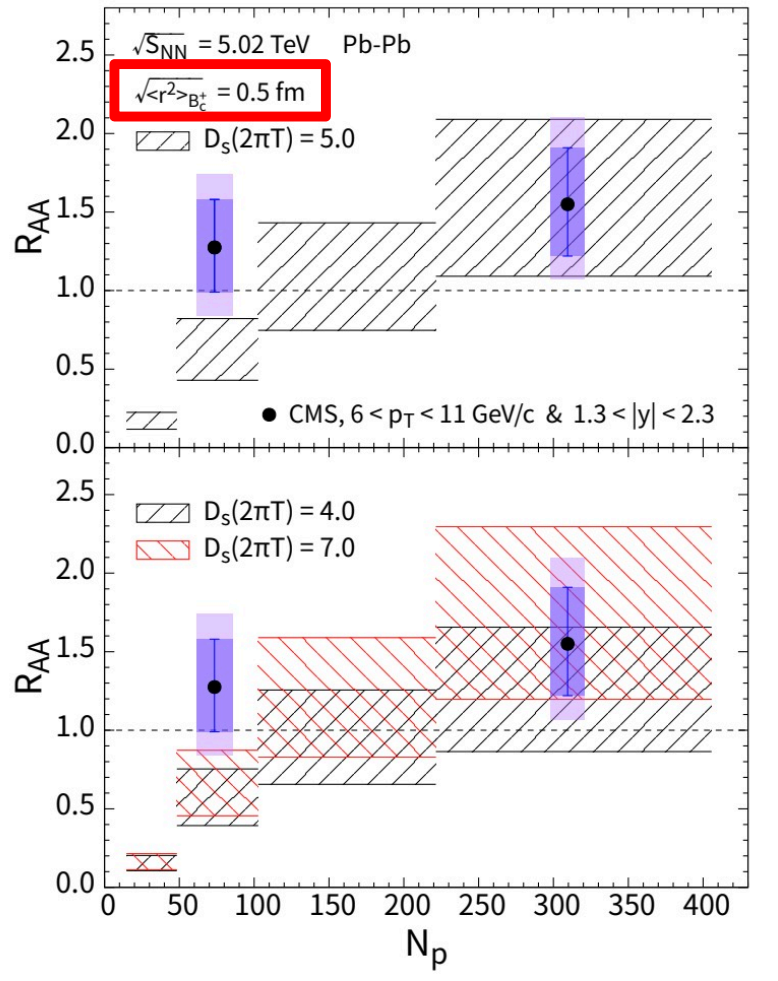 √S_NN = 5.02 TeV Pb-Pb
√<r²>_B_c⁺ = 0.5 fm
D_s(2πT) = 5.0
2.5
2.0
1.5
1.0
0.5
0.0
R_AA
CMS, 6 < p_T < 11 GeV/c & 1.3 < |y| < 2.3
D_s(2πT) = 4.0
D_s(2πT) = 7.0
2.5
2.0
1.5
1.0
0.5
0.0
R_AA
0 50 100 150 200 250 300 350 400
N_p